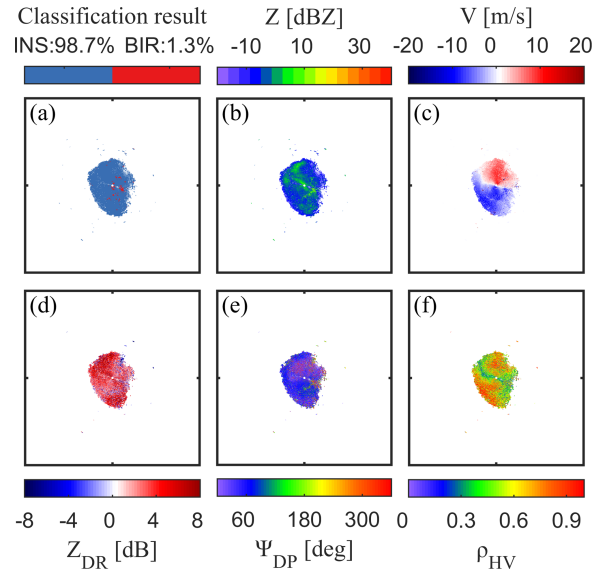 Classification result
Z [dBZ]
V [m/s]
INS:98.7% BIR:1.3%
-10 10 30
-20 -10 0 10 20
(a)
(b)
(c)
(d)
(e)
(f)
-8 -4 0 4 8
60 180 300
0 0.3 0.6 0.9
Z_DR [dB]
Ψ_DP [deg]
ρ_HV